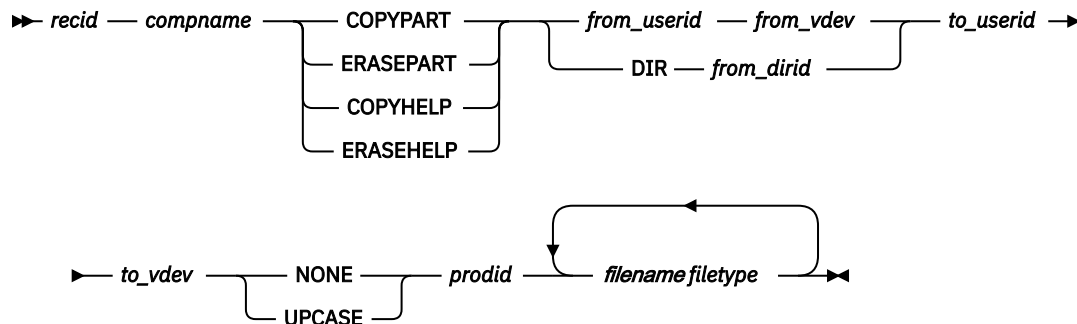 recid compname COPYPART from_userid from_vdev to_userid
ERASEPART DIR from_dirid
COPYHELP
ERASEHELP
to_vdev NONE prodid filename filetype
UPCASE